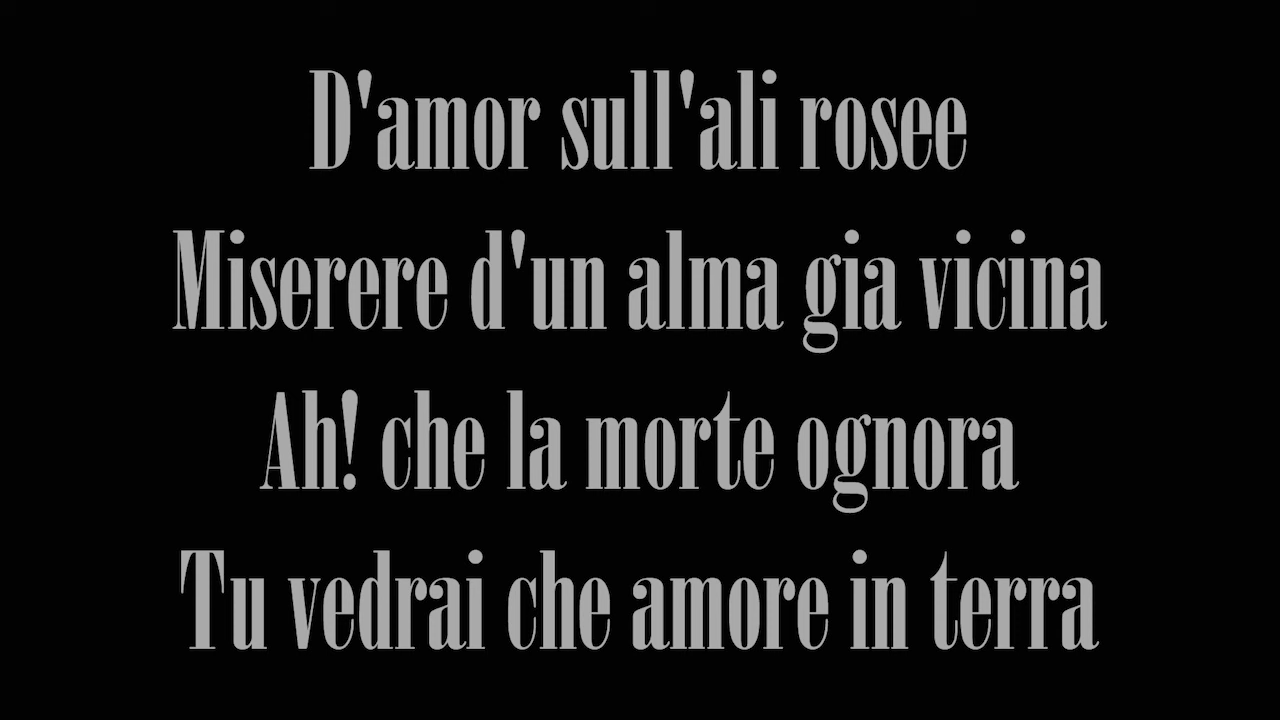 D'amor sull'ali rosee
Miserere d'un alma gia vicina
Ah! che la morte ognora
Tu vedrai che amore in terra